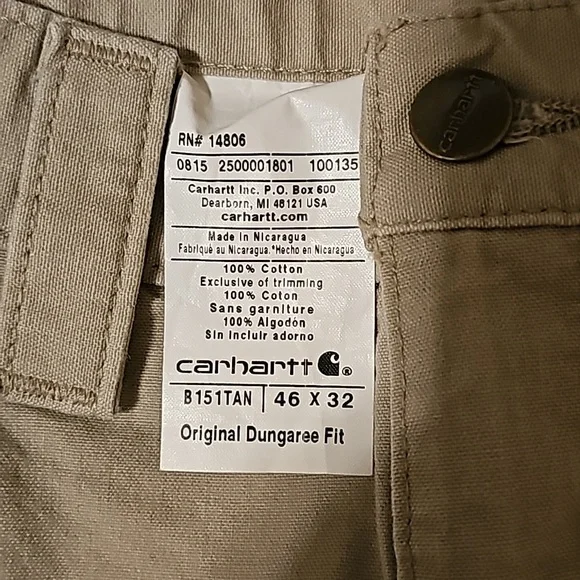 RN# 14806
0815 2500001801 100135
Carhartt Inc. P.O. Box 600
Dearborn, MI 48121 USA
carhartt.com
Made in Nicaragua
Fabriqué au Nicaragua.*Hecho en Nicaragua
100% Cotton
Exclusive of trimming
100% Coton
Sans garniture
100% Algodón
Sin incluir adorno
carhartt ®
B151TAN 46 X 32
Original Dungaree Fit
carhartt